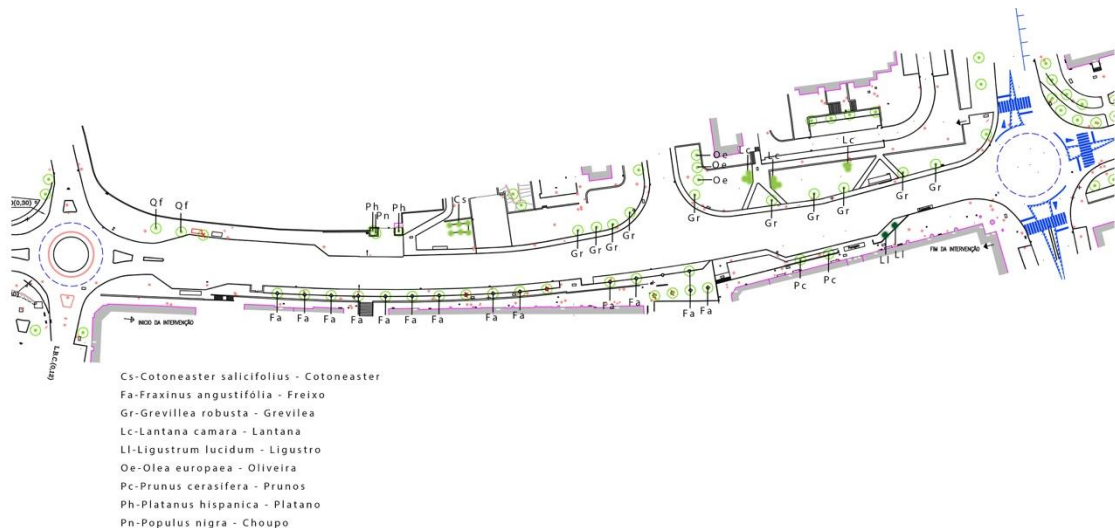 Oe
Oe
Oe
Lc
Lc
Lc
Qf
Qf
Ph
Ph
Pn
Cs
Gr
Gr
Gr
Gr
Gr
Gr
Gr
Gr
Gr
Gr
Ll
Ll
FIM DA INTERVENÇÃO
Pc
Pc
Fa
Fa
Fa
Fa
Fa
Fa
Fa
Fa
Fa
Fa
Fa
Fa
Fa
INICIO DA INTERVENÇÃO
Cs-Cotoneaster salicifolius - Cotoneaster
Fa-Fraxinus angustifólia - Freixo
Gr-Grevillea robusta - Grevilea
Lc-Lantana camara - Lantana
Ll-Ligustrum lucidum - Ligustro
Oe-Olea europaea - Oliveira
Pc-Prunus cerasifera - Prunos
Ph-Platanus hispanica - Platano
Pn-Populus nigra - Choupo